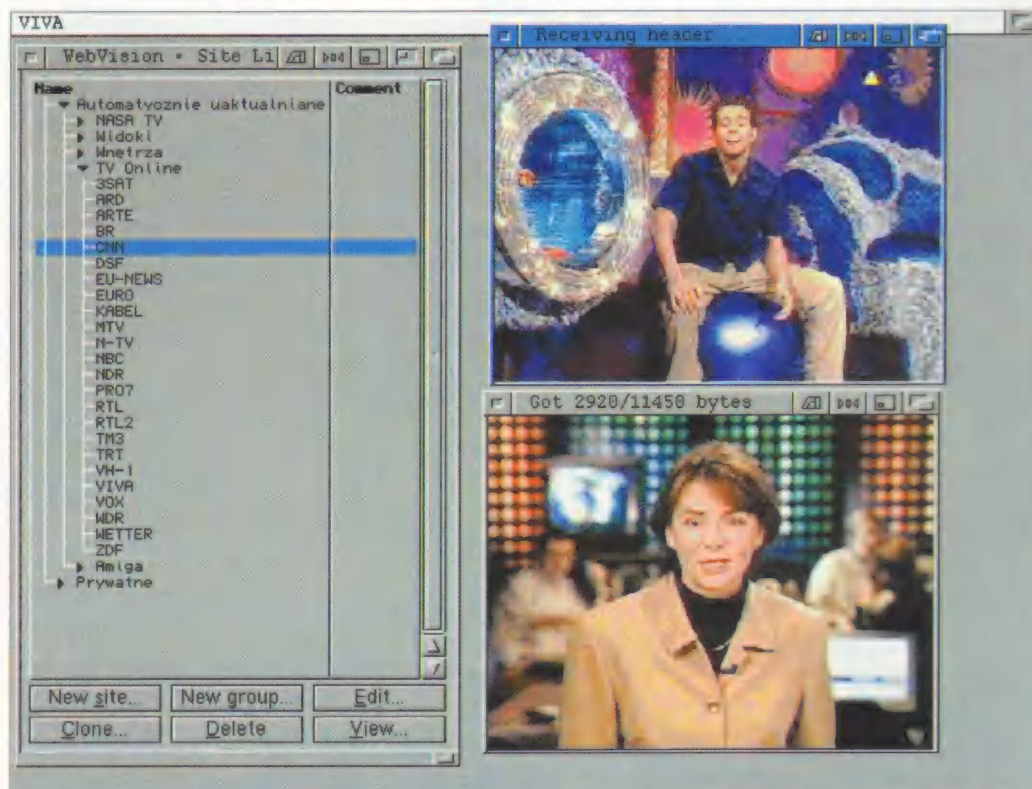 VIVA
WebVision • Site Li
Name Comment
Automatycznie uaktualniane
NASA TV
Widoki
Wnetrza
TV Online
3SAT
ARD
ARTE
BR
CNN
DSF
EU-NEWS
EURO
KABEL
MTV
N-TV
NBC
NDR
PRO7
RTL
RTL2
TM3
TRT
VH-1
VIVA
VOX
WDR
WETTER
ZDF
Amiga
Prywatne
New site...
New group...
Edit...
Clone...
Delete
View...
Receiving header ...
Got 2920/11450 bytes